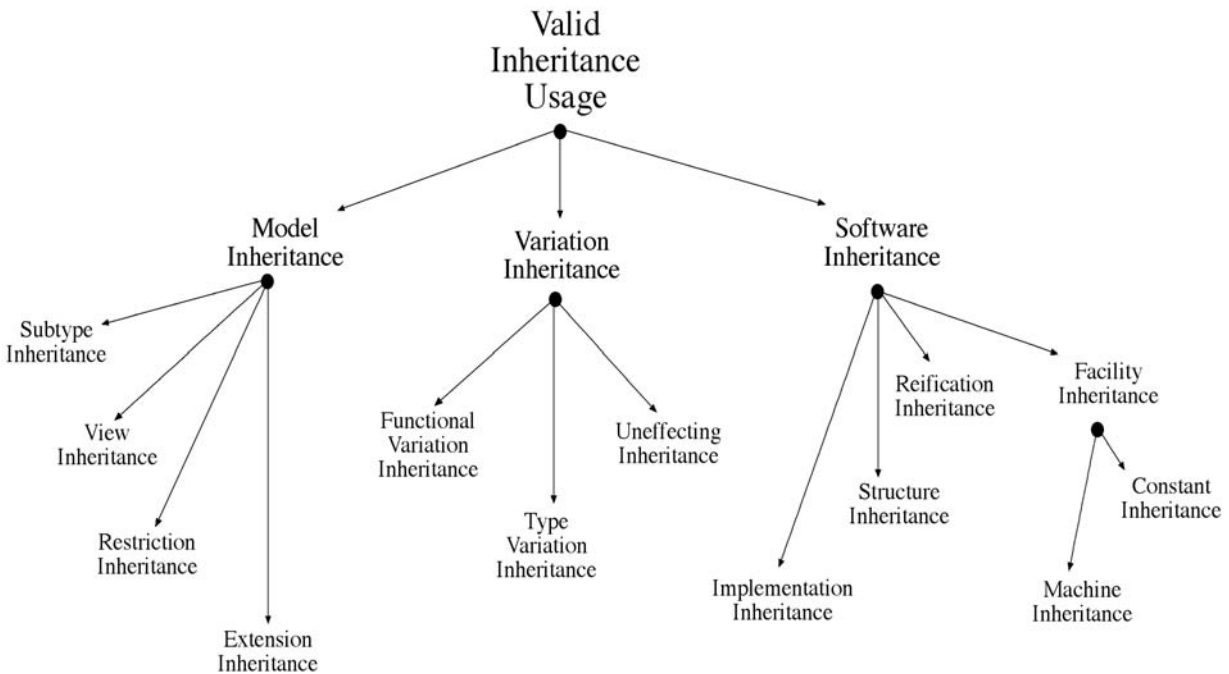 Valid
Inheritance
Usage
Model
Inheritance
Variation
Inheritance
Software
Inheritance
Subtype
Inheritance
View
Inheritance
Restriction
Inheritance
Extension
Inheritance
Functional
Variation
Inheritance
Type
Variation
Inheritance
Uneffecting
Inheritance
Implementation
Inheritance
Structure
Inheritance
Reification
Inheritance
Facility
Inheritance
Machine
Inheritance
Constant
Inheritance